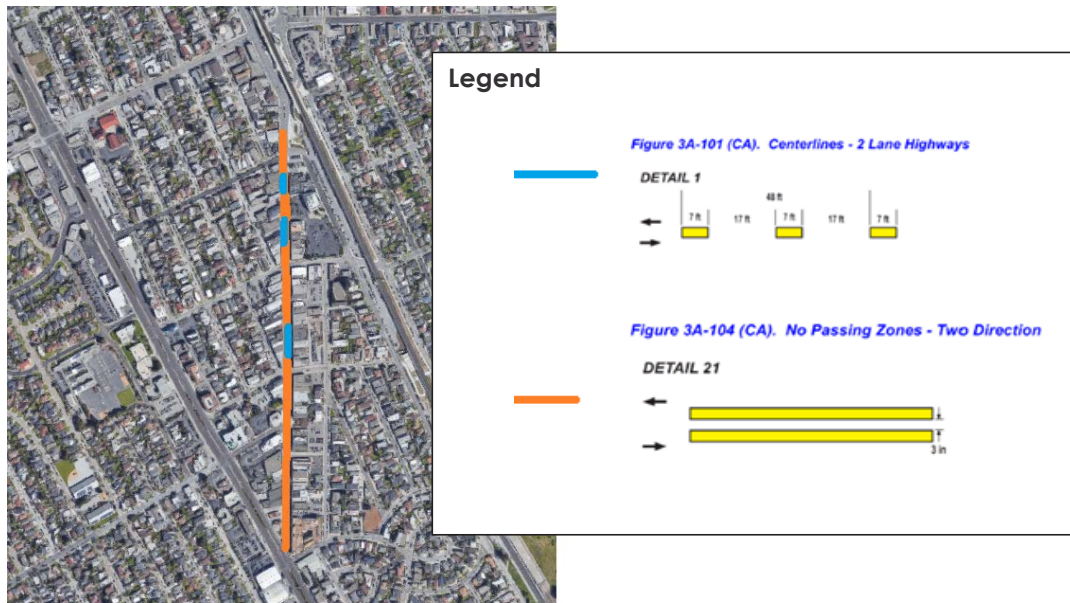 Legend
Figure 3A-101 (CA). Centerlines - 2 Lane Highways
DETAIL 1
48 ft
7 ft 17 ft 7 ft 17 ft 7 ft
Figure 3A-104 (CA). No Passing Zones - Two Direction
DETAIL 21
3 in